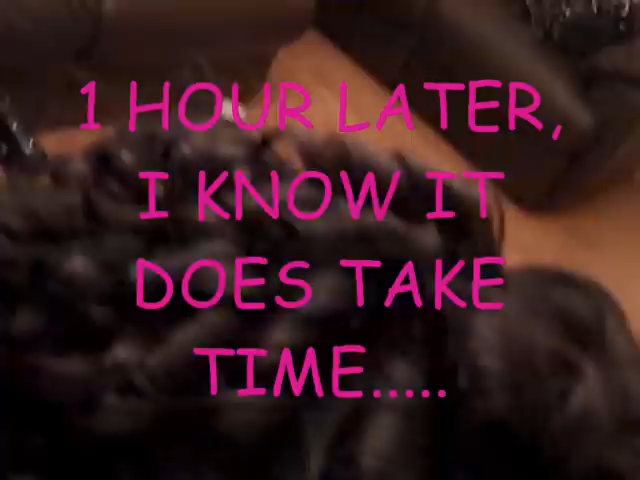 1 HOUR LATER,
I KNOW IT
DOES TAKE
TIME.....